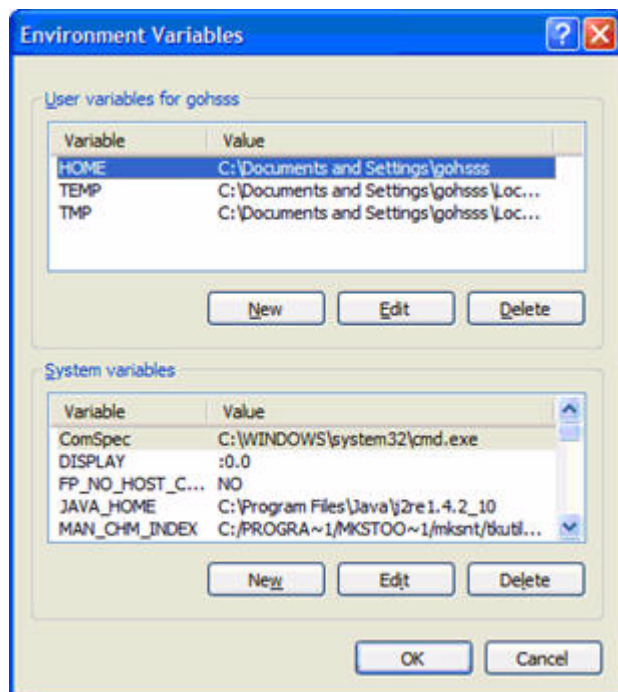 Environment Variables
User variables for gohsss
Variable Value
HOME C:\Documents and Settings\gohsss
TEMP C:\Documents and Settings\gohsss\Loc...
TMP C:\Documents and Settings\gohsss\Loc...
New Edit Delete
System variables
Variable Value
ComSpec C:\WINDOWS\system32\cmd.exe
DISPLAY :0.0
FP_NO_HOST_C... NO
JAVA_HOME C:\Program Files\Java\j2re1.4.2_10
MAN_CHM_INDEX C:/PROGRA~1/MKSTOO~1/mksnt/tkutil...
New Edit Delete
OK Cancel